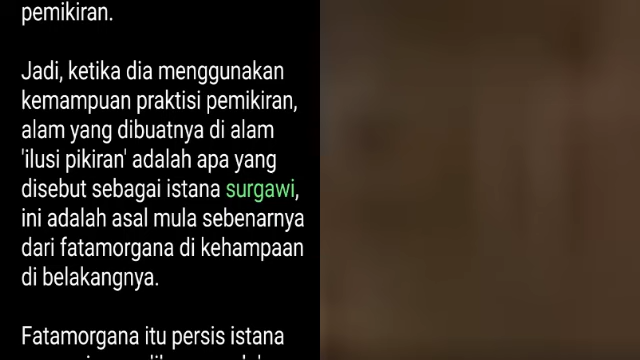 pemikiran.
Jadi, ketika dia menggunakan
kemampuan praktisi pemikiran,
alam yang dibuatnya di alam
'ilusi pikiran' adalah apa yang
disebut sebagai istana surgawi,
ini adalah asal mula sebenarnya
dari fatamorgana di kehampaan
di belakangnya.
Fatamorgana itu persis istana